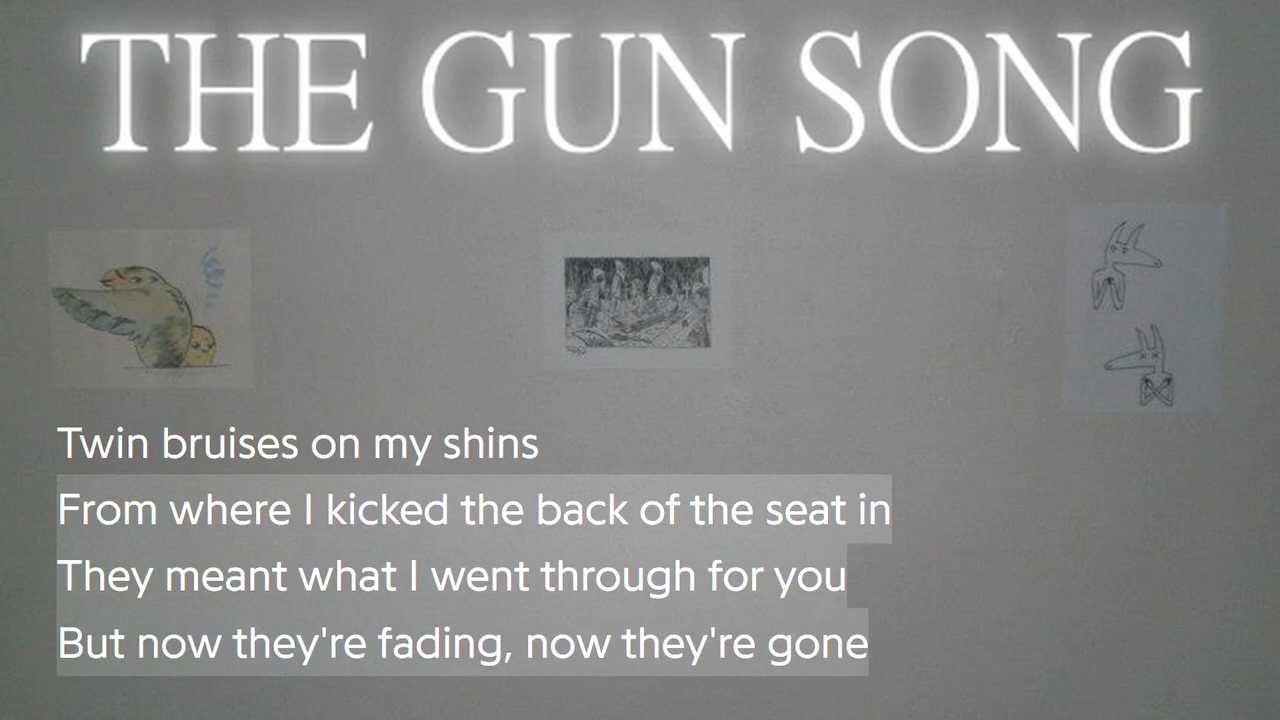 THE GUN SONG
Twin bruises on my shins
From where I kicked the back of the seat in
They meant what I went through for you
But now they're fading, now they're gone